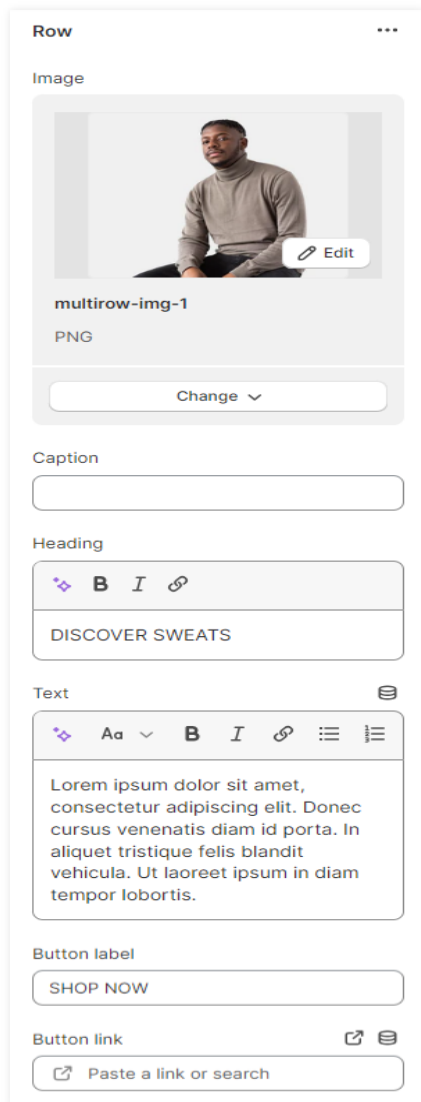 Row
Image
Edit
multirow-img-1
PNG
Change
Caption
Heading
B I
DISCOVER SWEATS
Text
Aa B I
Lorem ipsum dolor sit amet,
consectetur adipiscing elit. Donec
cursus venenatis diam id porta. In
aliquet tristique felis blandit
vehicula. Ut laoreet ipsum in diam
tempor lobortis.
Button label
SHOP NOW
Button link
Paste a link or search